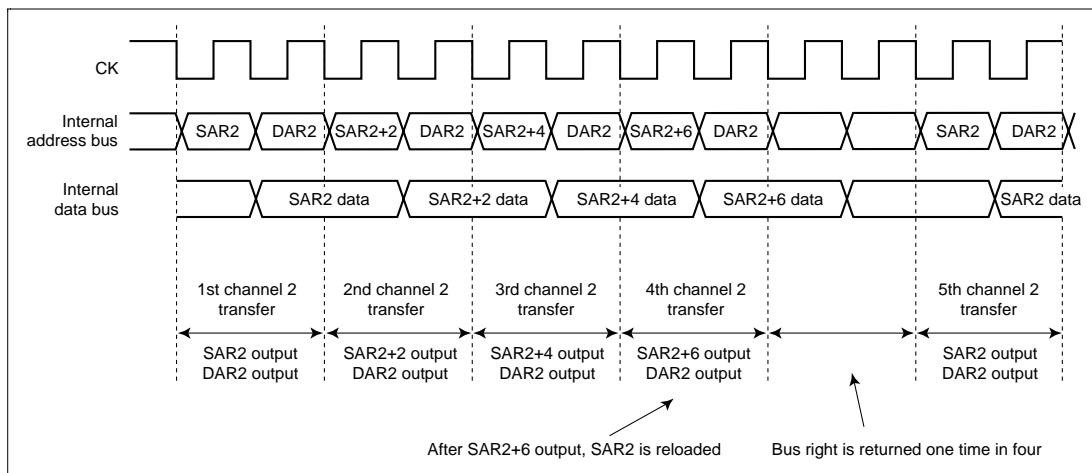 CK
Internal
address bus
SAR2 DAR2 SAR2+2 DAR2 SAR2+4 DAR2 SAR2+6 DAR2 SAR2 DAR2
Internal
data bus
SAR2 data SAR2+2 data SAR2+4 data SAR2+6 data SAR2 data
1st channel 2
transfer
2nd channel 2
transfer
3rd channel 2
transfer
4th channel 2
transfer
5th channel 2
transfer
SAR2 output
DAR2 output
SAR2+2 output
DAR2 output
SAR2+4 output
DAR2 output
SAR2+6 output
DAR2 output
SAR2 output
DAR2 output
After SAR2+6 output, SAR2 is reloaded
Bus right is returned one time in four